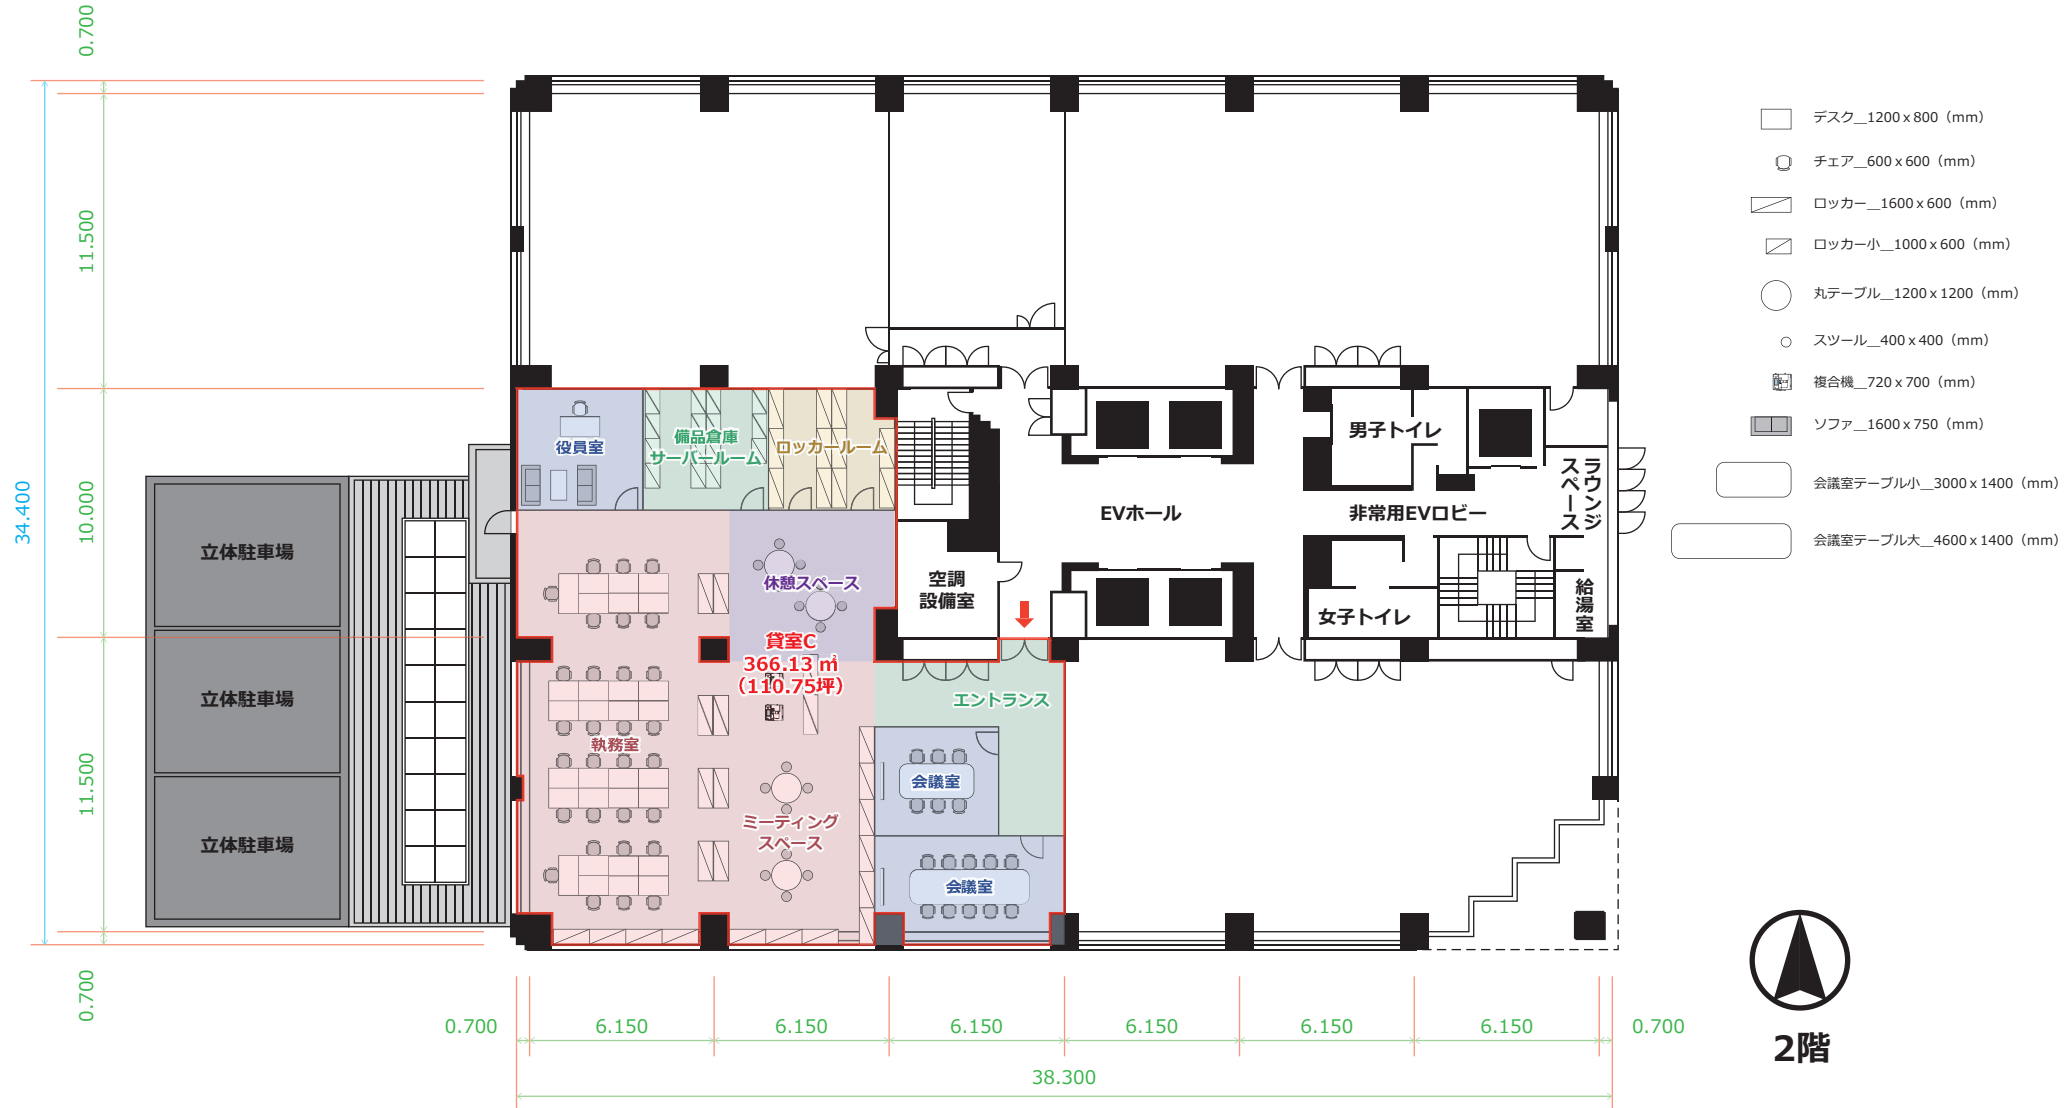 0.700
11.500
10.000
34.400
11.500
0.700
立体駐車場
立体駐車場
立体駐車場
役員室
備品倉庫
サーバールーム
ロッカールーム
休憩スペース
貸室C
366.13 ㎡
（110.75坪）
執務室
ミーティング
スペース
エントランス
会議室
会議室
空調
設備室
EVホール
男子トイレ
非常用EVロビー
女子トイレ
ラウンジ
スペース
給湯室
デスク__1200 x 800（mm）
チェア__600 x 600（mm）
ロッカー__1600 x 600（mm）
ロッカー小__1000 x 600（mm）
丸テーブル__1200 x 1200（mm）
スツール__400 x 400（mm）
複合機__720 x 700（mm）
ソファ__1600 x 750（mm）
会議室テーブル小__3000 x 1400（mm）
会議室テーブル大__4600 x 1400（mm）
0.700
6.150
6.150
6.150
6.150
6.150
6.150
0.700
38.300
2階